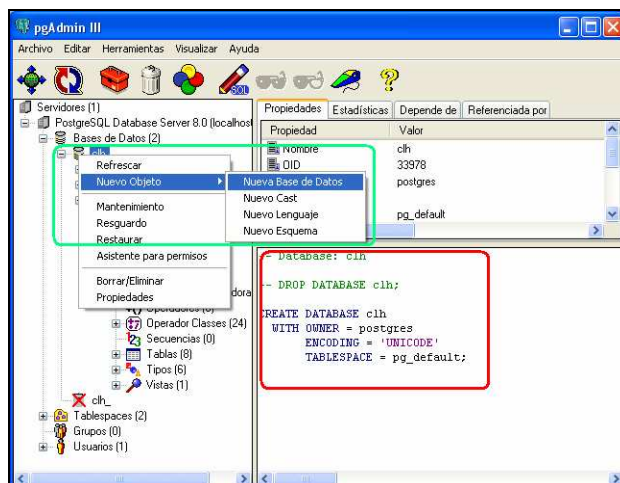 pgAdmin III
Archivo Editar Herramientas Visualizar Ayuda
SQL
Servidores (1)
PostgreSQL Database Server 8.0 (localhost
Bases de Datos (2)
clh
Refrescar
Nuevo Objeto
Mantenimiento
Resguardo
Restaurar
Asistente para permisos
Borrar/Eliminar
Propiedades
Nueva Base de Datos
Nuevo Cast
Nuevo Lenguaje
Nuevo Esquema
Operador Classes (24)
Secuencias (0)
Tablas (8)
Tipos (6)
Vistas (1)
clh_
Tablespaces (2)
Grupos (0)
Usuarios (1)
Propiedades Estadísticas Depende de Referenciada por
Propiedad Valor
Nombre clh
OID 33978
postgres
pg_default
-- Database: clh
-- DROP DATABASE clh;
CREATE DATABASE clh
WITH OWNER = postgres
ENCODING = 'UNICODE'
TABLESPACE = pg_default;